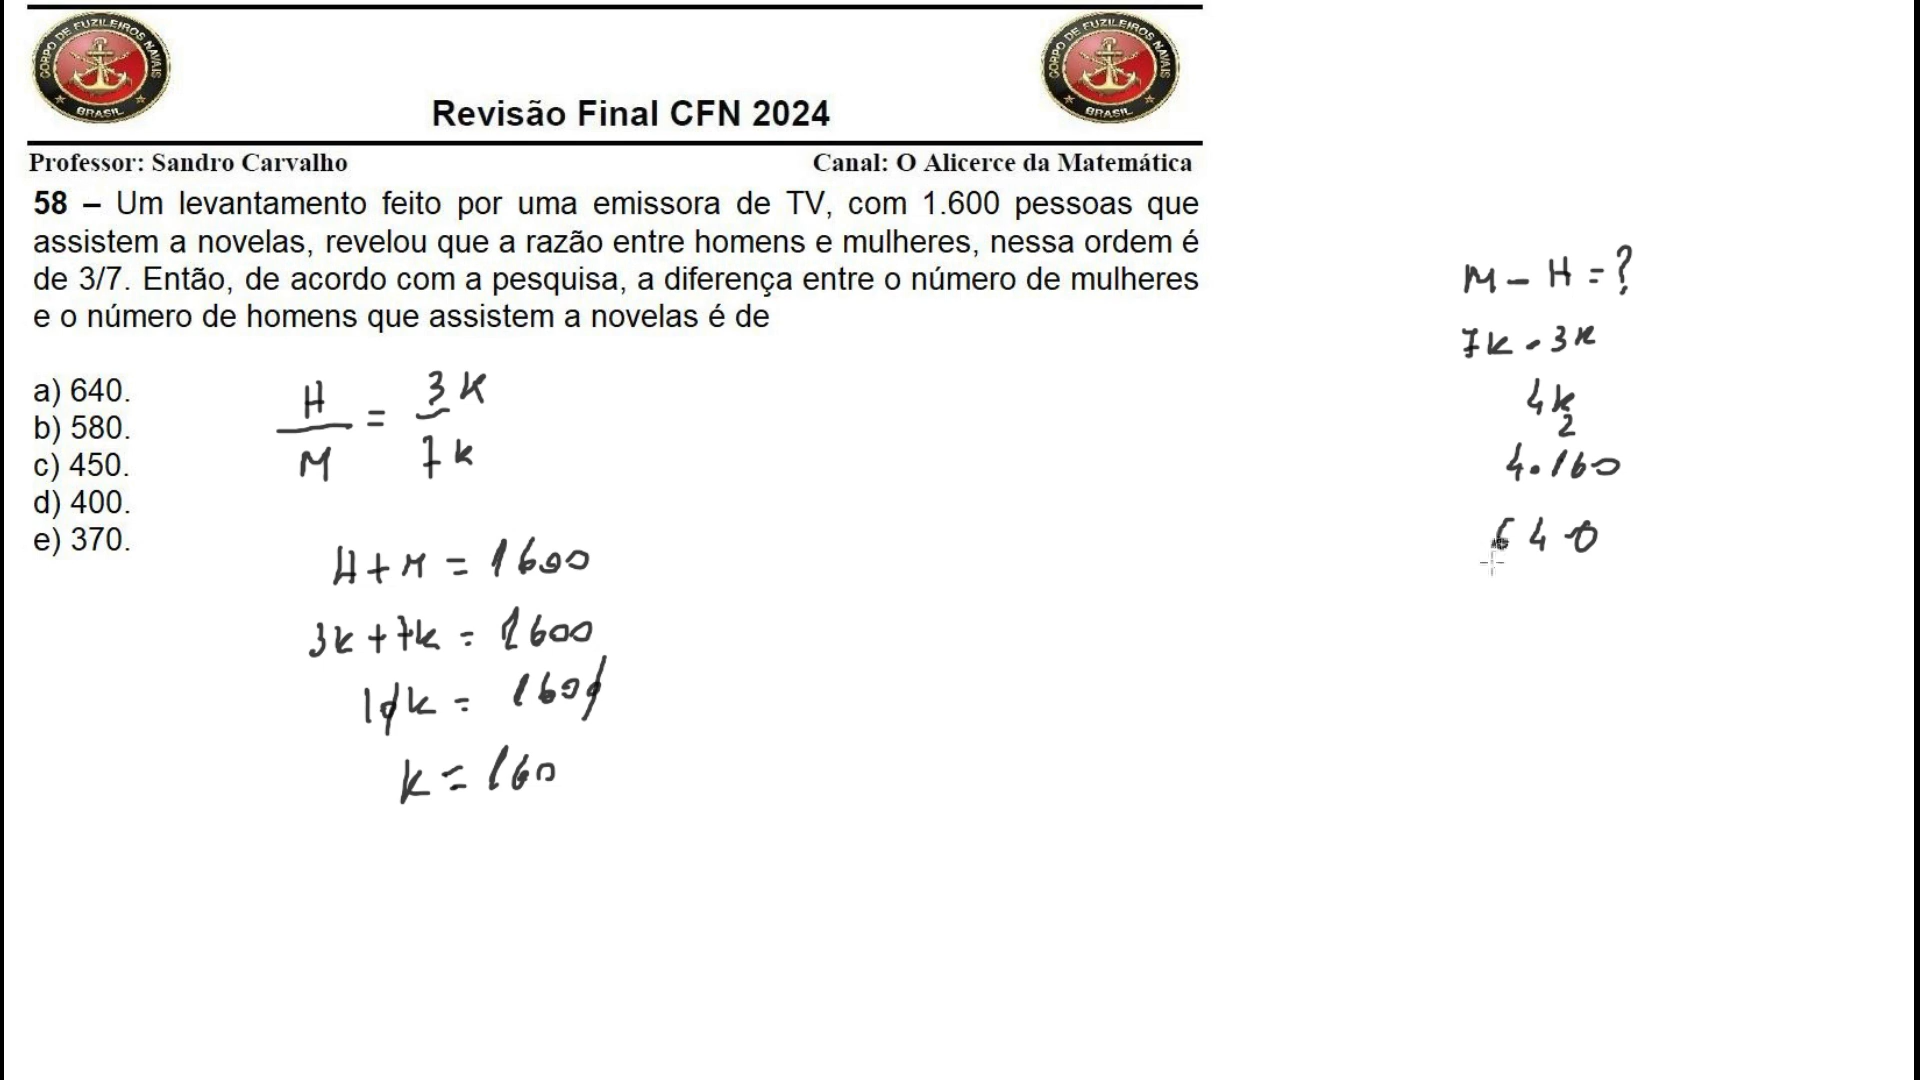 CORPO DE FUZILEIROS NAVAIS
BRASIL
CORPO DE FUZILEIROS NAVAIS
BRASIL
Revisão Final CFN 2024
Professor: Sandro Carvalho
Canal: O Alicerce da Matemática
58 – Um levantamento feito por uma emissora de TV, com 1.600 pessoas que
assistem a novelas, revelou que a razão entre homens e mulheres, nessa ordem é
de 3/7. Então, de acordo com a pesquisa, a diferença entre o número de mulheres
e o número de homens que assistem a novelas é de
a) 640.
b) 580.
c) 450.
d) 400.
e) 370.
H/M = 3k/7k
H+M = 1600
3k+7k = 1600
10k = 1600
k = 160
M - H = ?
7k - 3k
4k
2
4.160
640